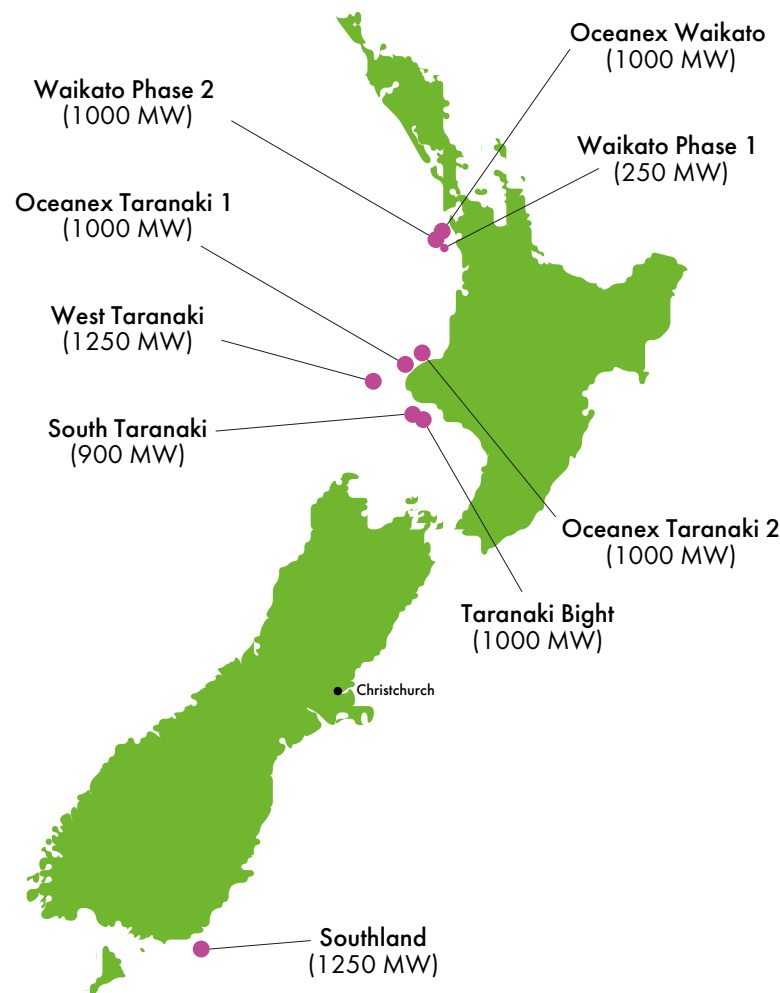 Oceanex Waikato
(1000 MW)
Waikato Phase 2
(1000 MW)
Waikato Phase 1
(250 MW)
Oceanex Taranaki 1
(1000 MW)
West Taranaki
(1250 MW)
South Taranaki
(900 MW)
Oceanex Taranaki 2
(1000 MW)
Taranaki Bight
(1000 MW)
Christchurch
Southland
(1250 MW)